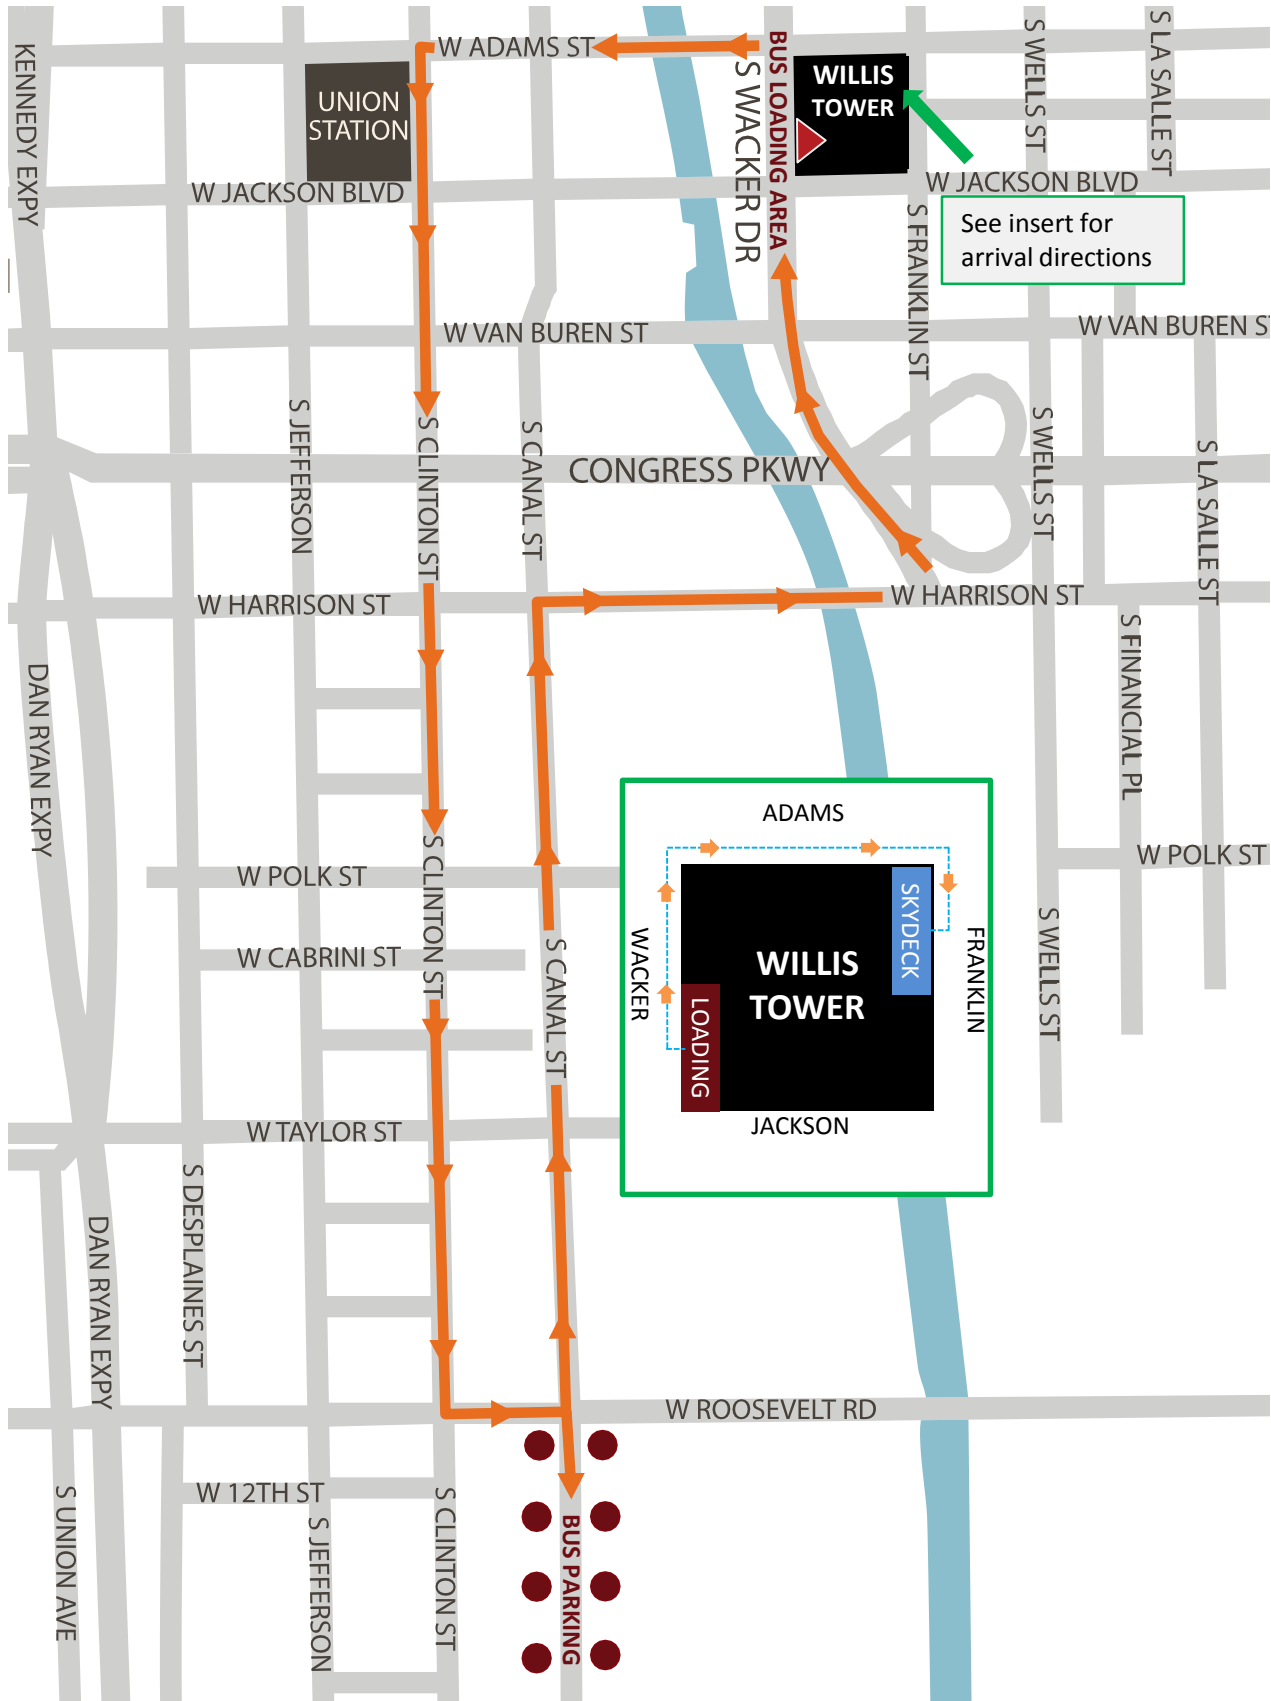 W ADAMS ST
KENNEDY EXPY
UNION
STATION
S WACKER DR
BUS LOADING AREA
WILLIS
TOWER
S WELLS ST
S LA SALLE ST
W JACKSON BLVD
W JACKSON BLVD
See insert for
arrival directions
S FRANKLIN ST
W VAN BUREN ST
W VAN BUREN ST
S JEFFERSON
S CLINTON ST
S CANAL ST
CONGRESS PKWY
S WELLS ST
S LA SALLE ST
W HARRISON ST
W HARRISON ST
S FINANCIAL PL
DAN RYAN EXPY
ADAMS
WACKER
WILLIS
TOWER
SKYDECK
LOADING
FRANKLIN
JACKSON
W POLK ST
W POLK ST
S CLINTON ST
W CABRINI ST
S CANAL ST
S WELLS ST
W TAYLOR ST
S DESPLAINES ST
DAN RYAN EXPY
W ROOSEVELT RD
W 12TH ST
S UNION AVE
S JEFFERSON
S CLINTON ST
BUS PARKING